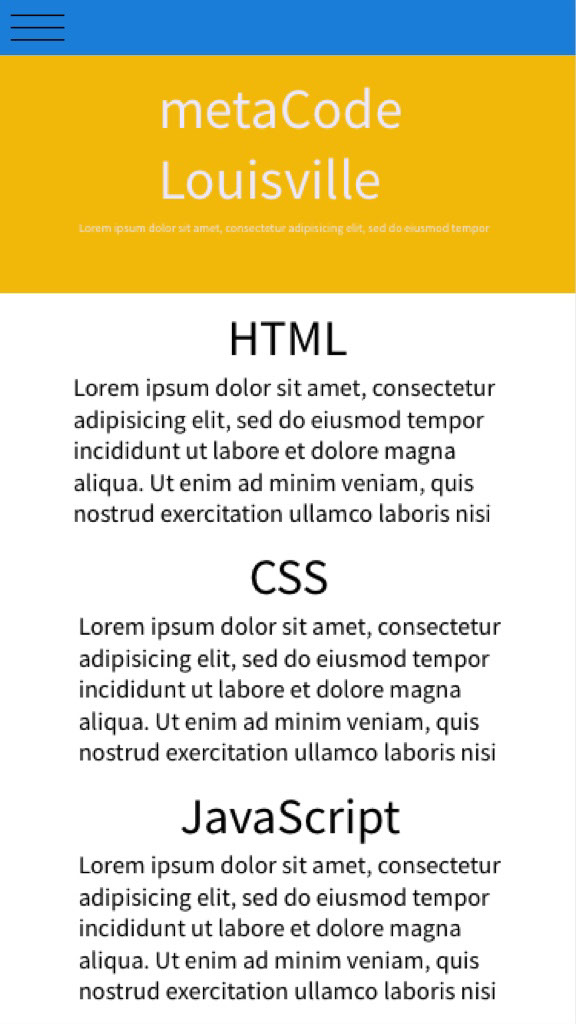 metaCode
Louisville
Lorem ipsum dolor sit amet, consectetur adipisicing elit, sed do eiusmod tempor
HTML
Lorem ipsum dolor sit amet, consectetur
adipisicing elit, sed do eiusmod tempor
incididunt ut labore et dolore magna
aliqua. Ut enim ad minim veniam, quis
nostrud exercitation ullamco laboris nisi
CSS
Lorem ipsum dolor sit amet, consectetur
adipisicing elit, sed do eiusmod tempor
incididunt ut labore et dolore magna
aliqua. Ut enim ad minim veniam, quis
nostrud exercitation ullamco laboris nisi
JavaScript
Lorem ipsum dolor sit amet, consectetur
adipisicing elit, sed do eiusmod tempor
incididunt ut labore et dolore magna
aliqua. Ut enim ad minim veniam, quis
nostrud exercitation ullamco laboris nisi